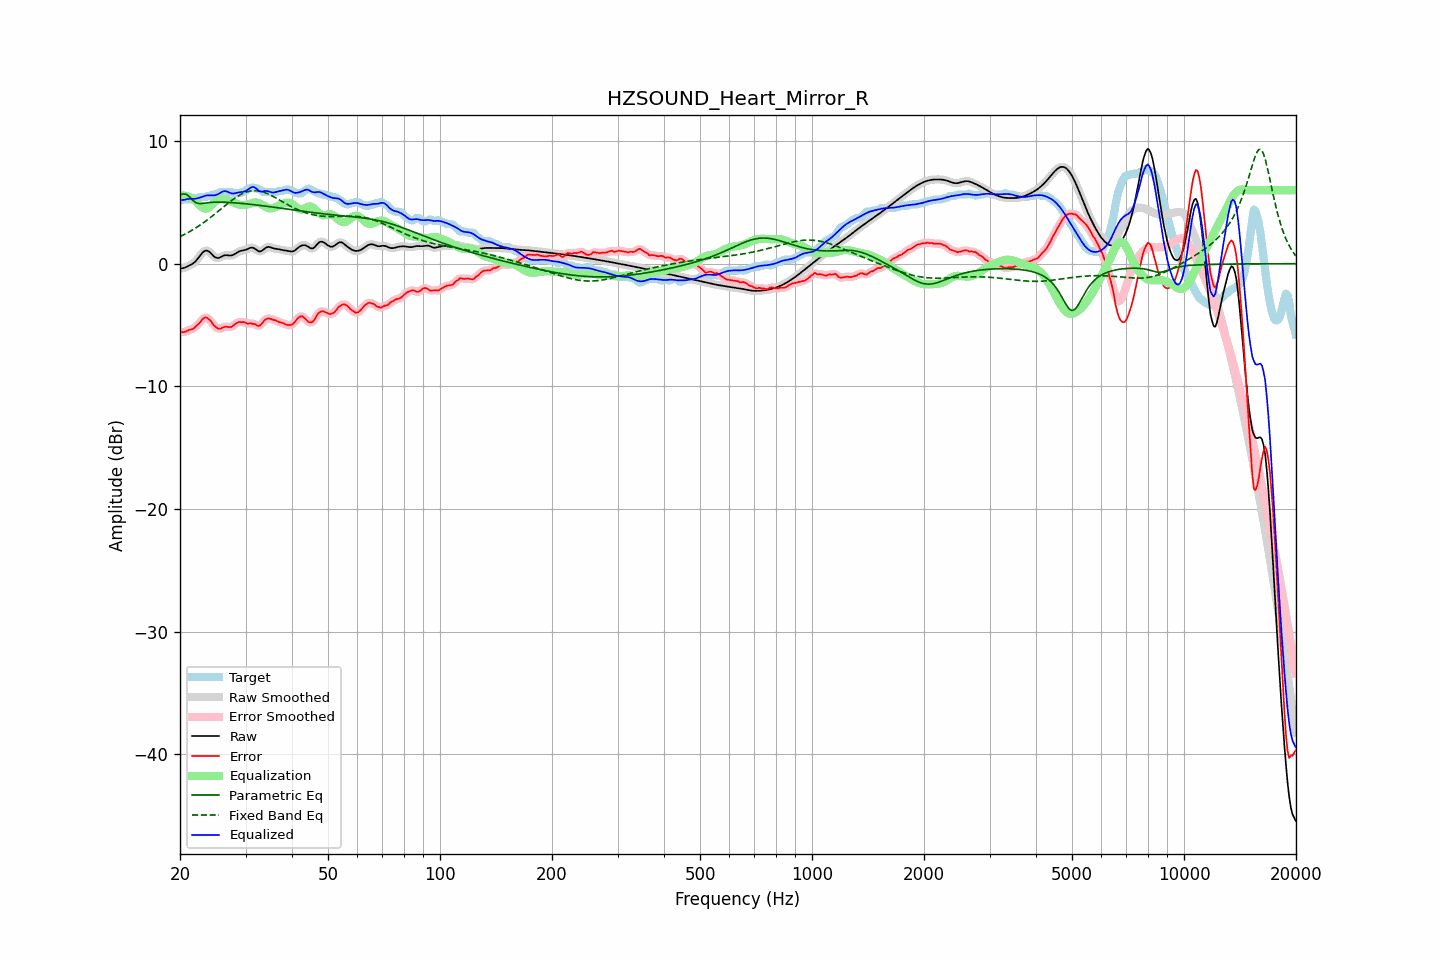 HZSOUND_Heart_Mirror_R
10
0
−10
−20
−30
−40
Amplitude (dBr)
Target
Raw Smoothed
Error Smoothed
Raw
Error
Equalization
Parametric Eq
Fixed Band Eq
Equalized
20 50 100 200 500 1000 2000 5000 10000 20000
Frequency (Hz)